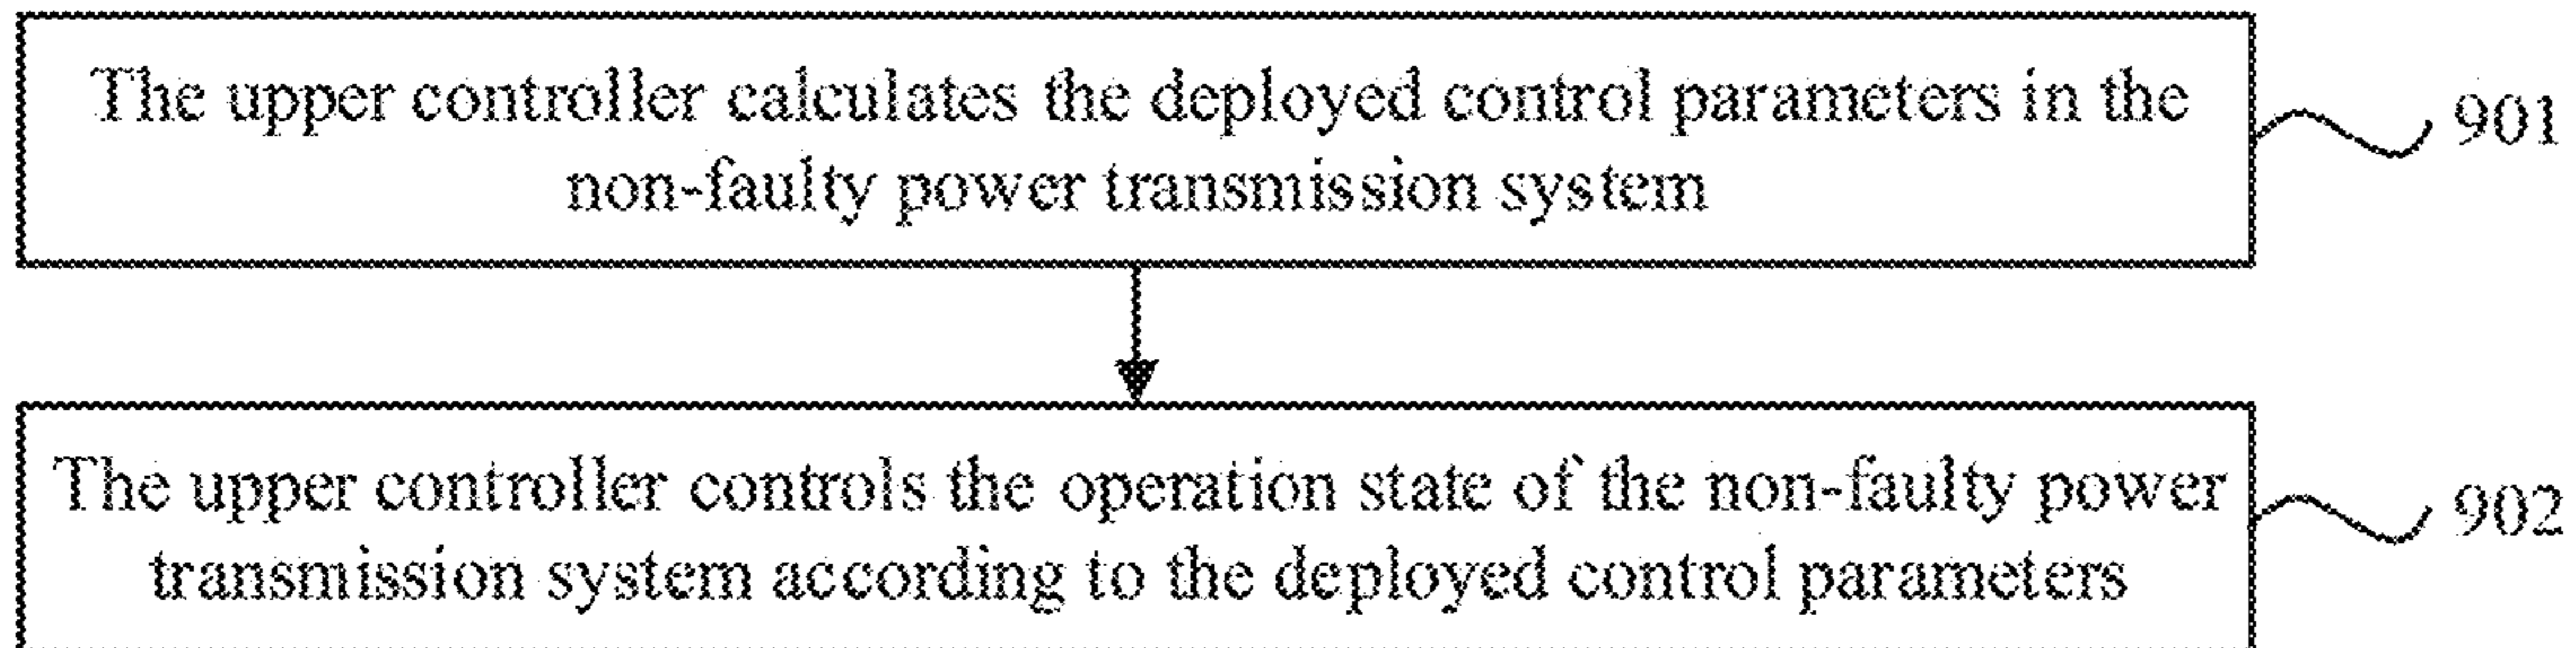 The upper controller calculates the deployed control parameters in the
non-faulty power transmission system
901
The upper controller controls the operation state of the non-faulty power
transmission system according to the deployed control parameters
902